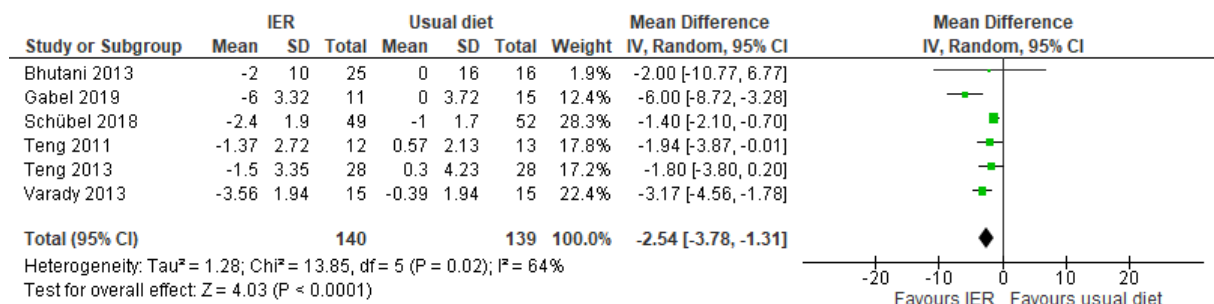 IER Usual diet Mean Difference Mean Difference
Study or Subgroup Mean SD Total Mean SD Total Weight IV, Random, 95% CI IV, Random, 95% CI
Bhutani 2013 -2 10 25 0 16 16 1.9% -2.00 [-10.77, 6.77]
Gabel 2019 -6 3.32 11 0 3.72 15 12.4% -6.00 [-8.72, -3.28]
Schübel 2018 -2.4 1.9 49 -1 1.7 52 28.3% -1.40 [-2.10, -0.70]
Teng 2011 -1.37 2.72 12 0.57 2.13 13 17.8% -1.94 [-3.87, -0.01]
Teng 2013 -1.5 3.35 28 0.3 4.23 28 17.2% -1.80 [-3.80, 0.20]
Varady 2013 -3.56 1.94 15 -0.39 1.94 15 22.4% -3.17 [-4.56, -1.78]
Total (95% CI) 140 139 100.0% -2.54 [-3.78, -1.31]
Heterogeneity: Tau² = 1.28; Chi² = 13.85, df = 5 (P = 0.02); I² = 64%
Test for overall effect: Z = 4.03 (P < 0.0001)
-20 -10 0 10 20
Favours IER Favours usual diet